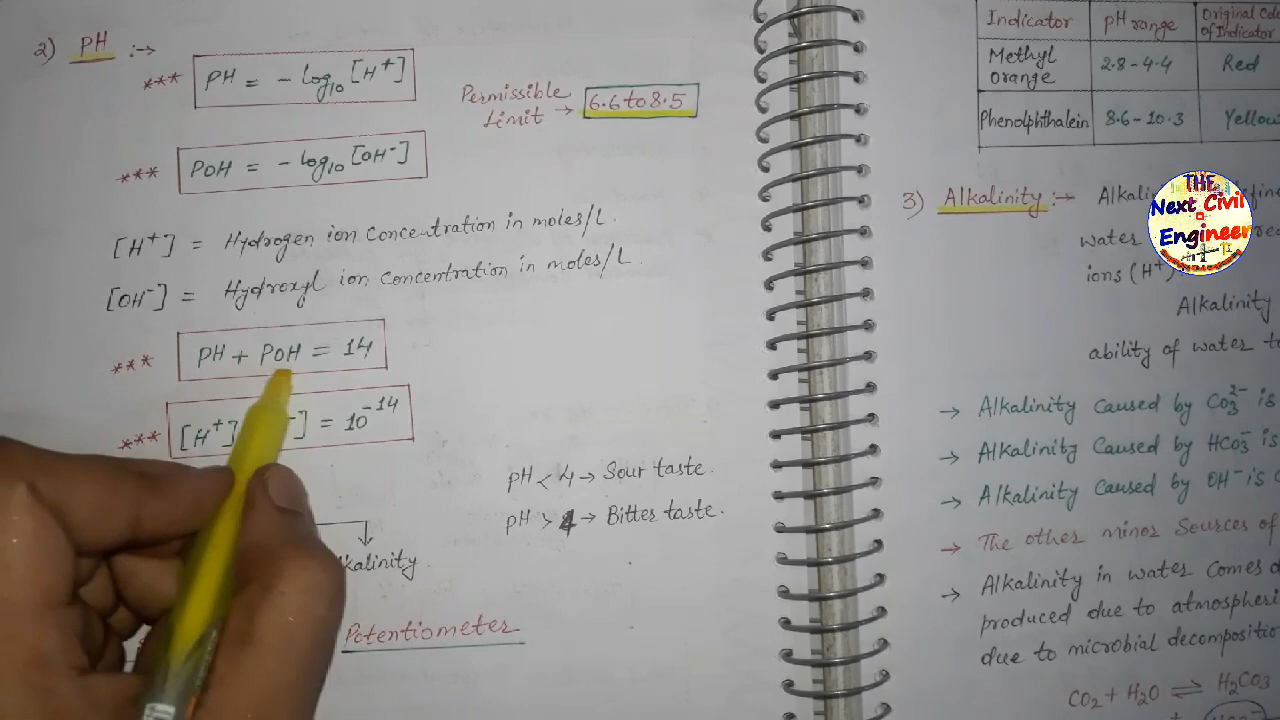 2) PH :->
*** PH = - log10 [H+]
Permissible Limit → 6.6 to 8.5
*** POH = - log10 [OH-]
[H+] = Hydrogen ion Concentration in moles/L.
[OH-] = Hydroxyl ion Concentration in moles/L.
*** PH + POH = 14
*** [H+] ] = 10^-14
pH < 4 → Sour taste.
pH > 4 → Bitter taste.
kalinity.
Potentiometer
Indicator pH range Original Colo of Indicator
Methyl Orange 2.8 - 4.4 Red
Phenolphthalein 8.6 - 10.3 Yellow
THE Next Civil Engineer
3) Alkalinity :-> Alkali
water
ions (H+)
Alkalinity
ability of water t
→ Alkalinity Caused by CO3^2- is
→ Alkalinity Caused by HCO3^- is
→ Alkalinity Caused by OH- is
→ The other minor Sources of
→ Alkalinity in water Comes
produced due to atmospheri
due to microbial decompositio
CO2 + H2O ⇌ H2CO3